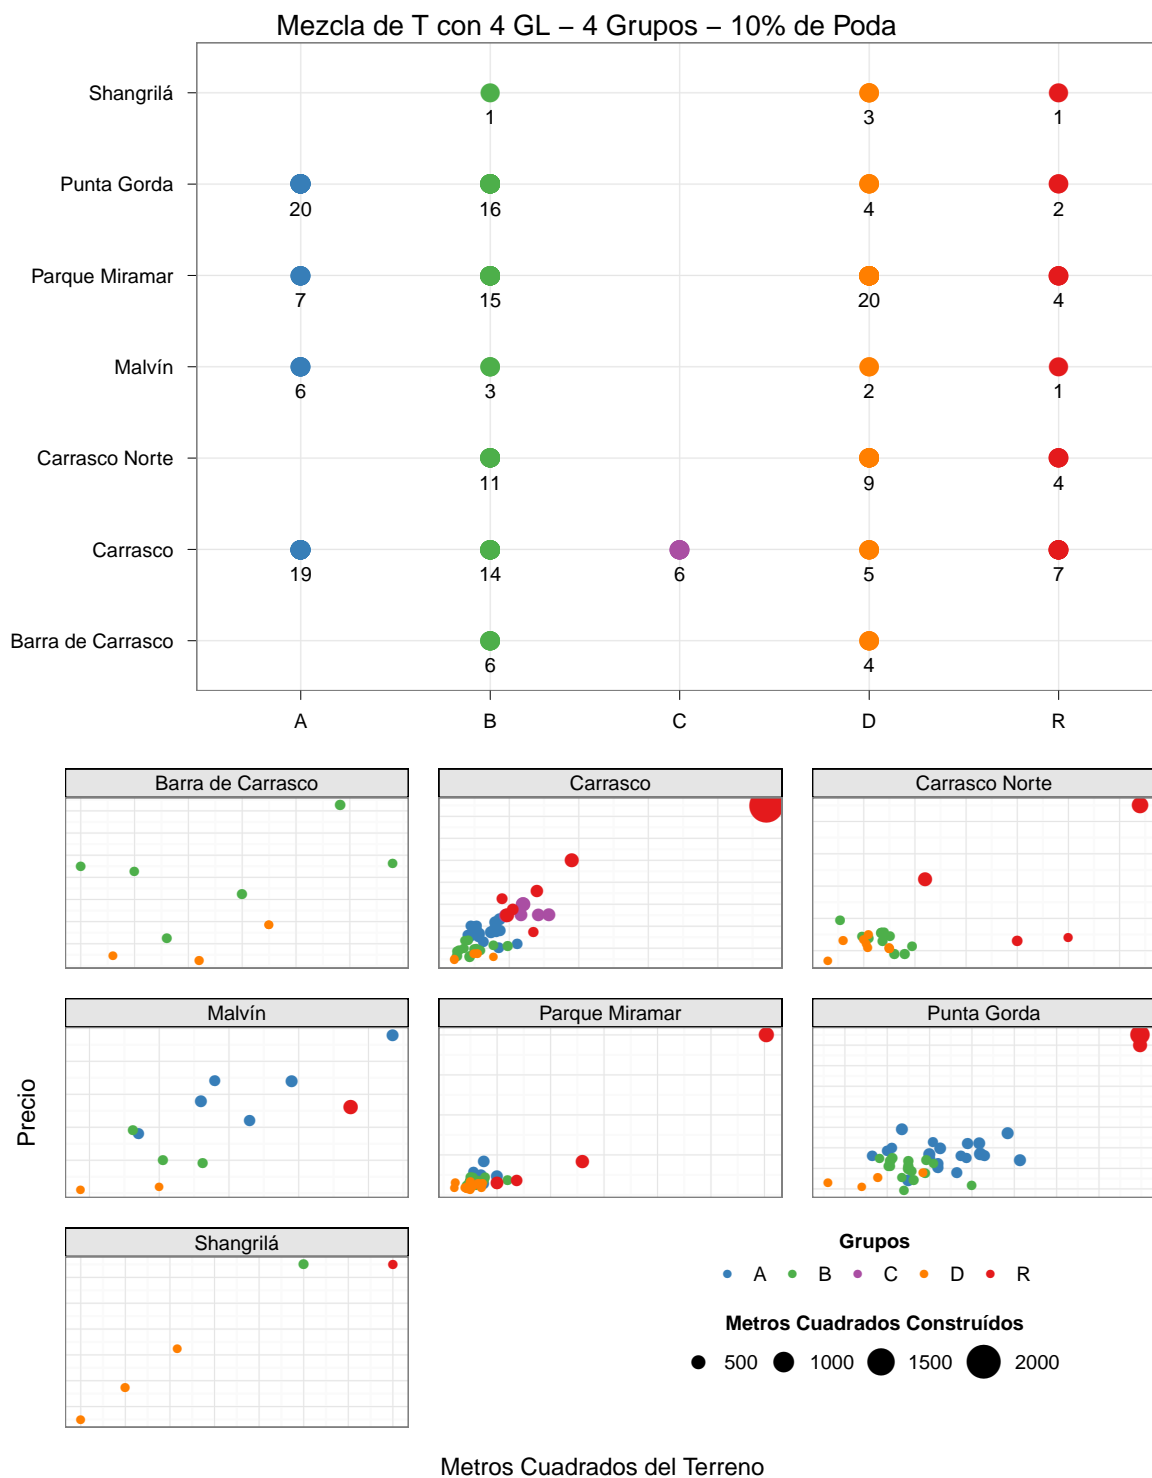 Mezcla de T con 4 GL – 4 Grupos – 10% de Poda
Shangrilá
1 3 1
Punta Gorda
20 16 4 2
Parque Miramar
7 15 20 4
Malvín
6 3 2 1
Carrasco Norte
11 9 4
Carrasco
19 14 6 5 7
Barra de Carrasco
6 4
A B C D R
Barra de Carrasco
Carrasco
Carrasco Norte
Malvín
Parque Miramar
Punta Gorda
Precio
Shangrilá
Grupos
A B C D R
Metros Cuadrados Construídos
500 1000 1500 2000
Metros Cuadrados del Terreno